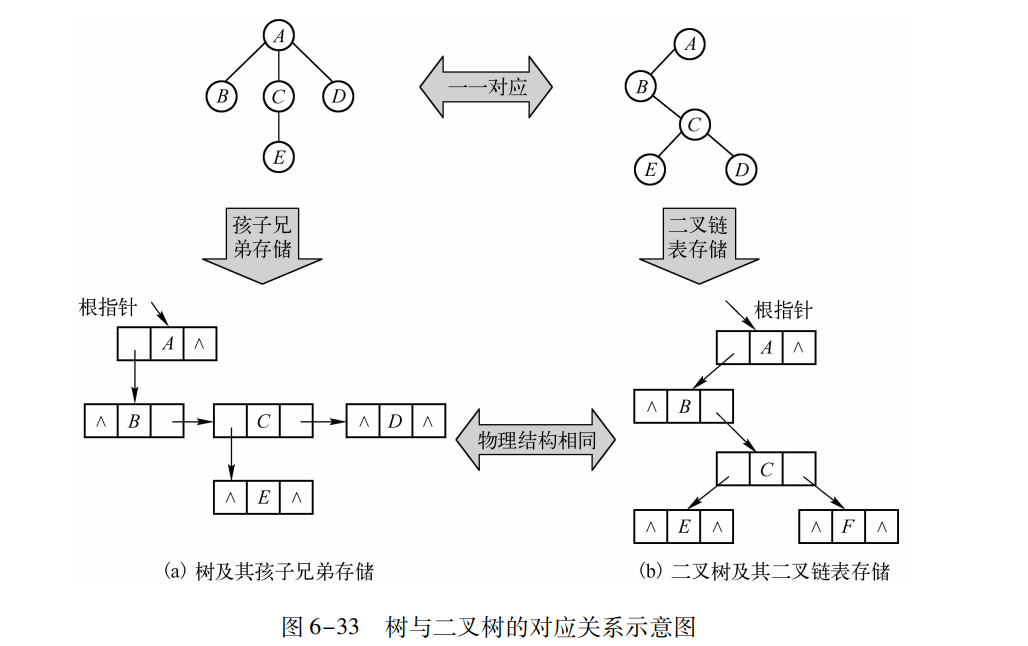 A
A
B
C
D
一一对应
B
C
E
E
D
孩子兄
弟存储
二叉链
表存储
根指针
根指针
A ∧
A ∧
∧ B
C
∧ D ∧
∧ B
物理结构相同
C
∧ E ∧
∧ E ∧
∧ F ∧
(a) 树及其孩子兄弟存储
(b) 二叉树及其二叉链表存储
图 6-33 树与二叉树的对应关系示意图